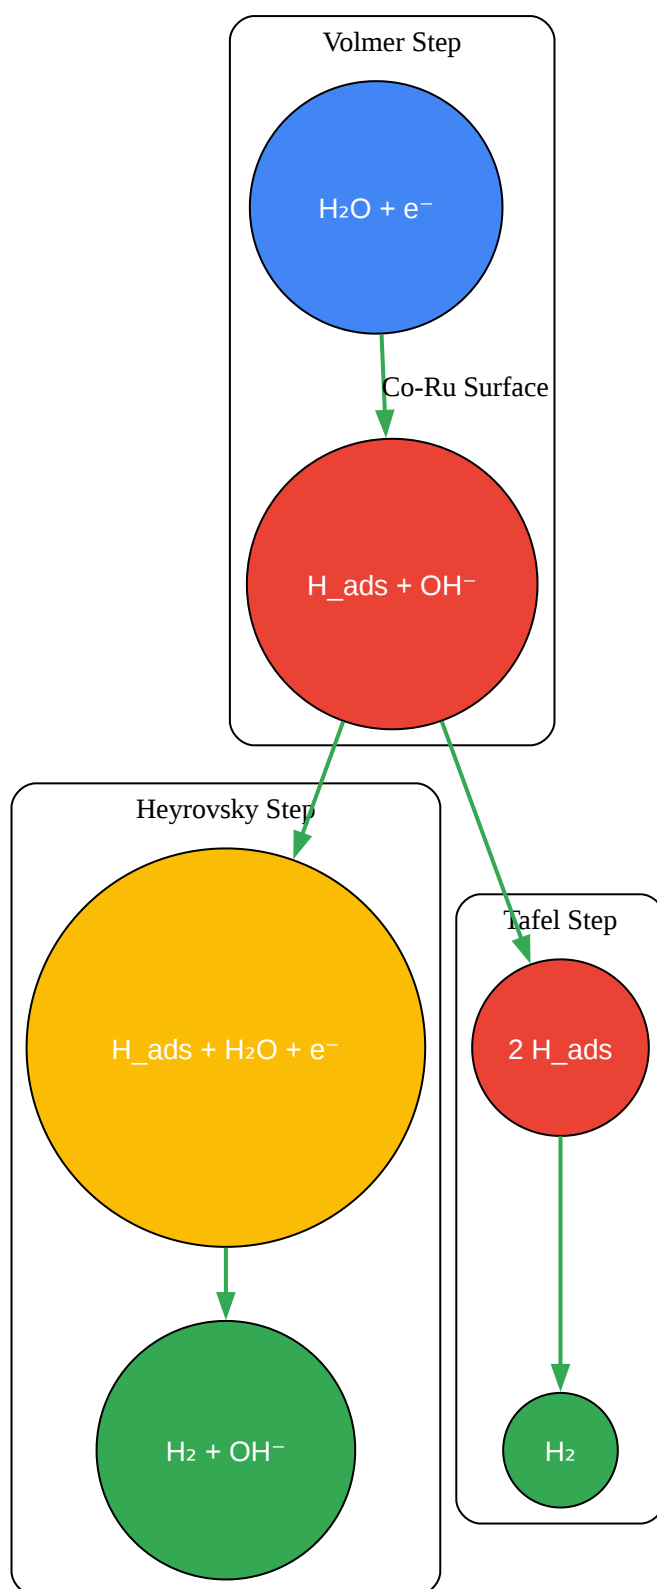 Volmer Step
H₂O + e⁻
Co-Ru Surface
H_ads + OH⁻
Heyrovsky Step
H_ads + H₂O + e⁻
H₂ + OH⁻
Tafel Step
2 H_ads
H₂